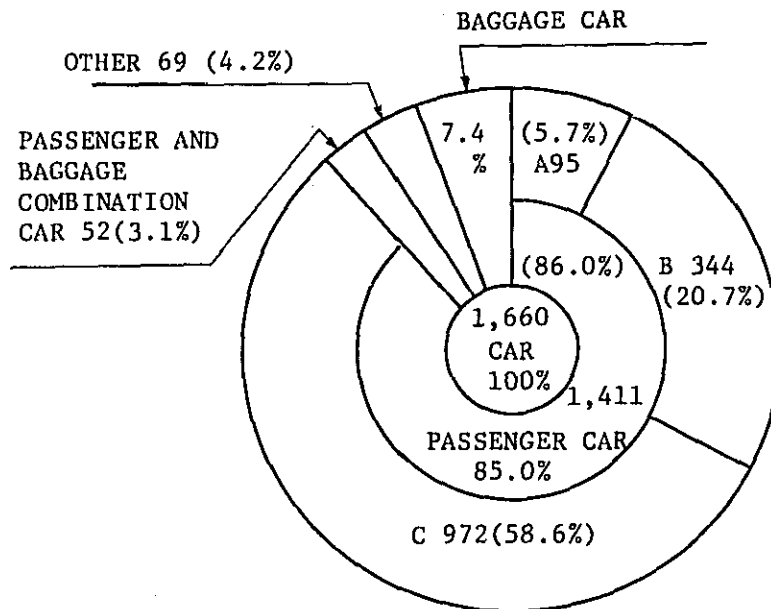 BAGGAGE CAR
OTHER 69 (4.2%)
PASSENGER AND
BAGGAGE
COMBINATION
CAR 52(3.1%)
7.4
%
(5.7%)
A95
B 344
(20.7%)
(86.0%)
1,660
CAR
100%
1,411
PASSENGER CAR
85.0%
C 972(58.6%)